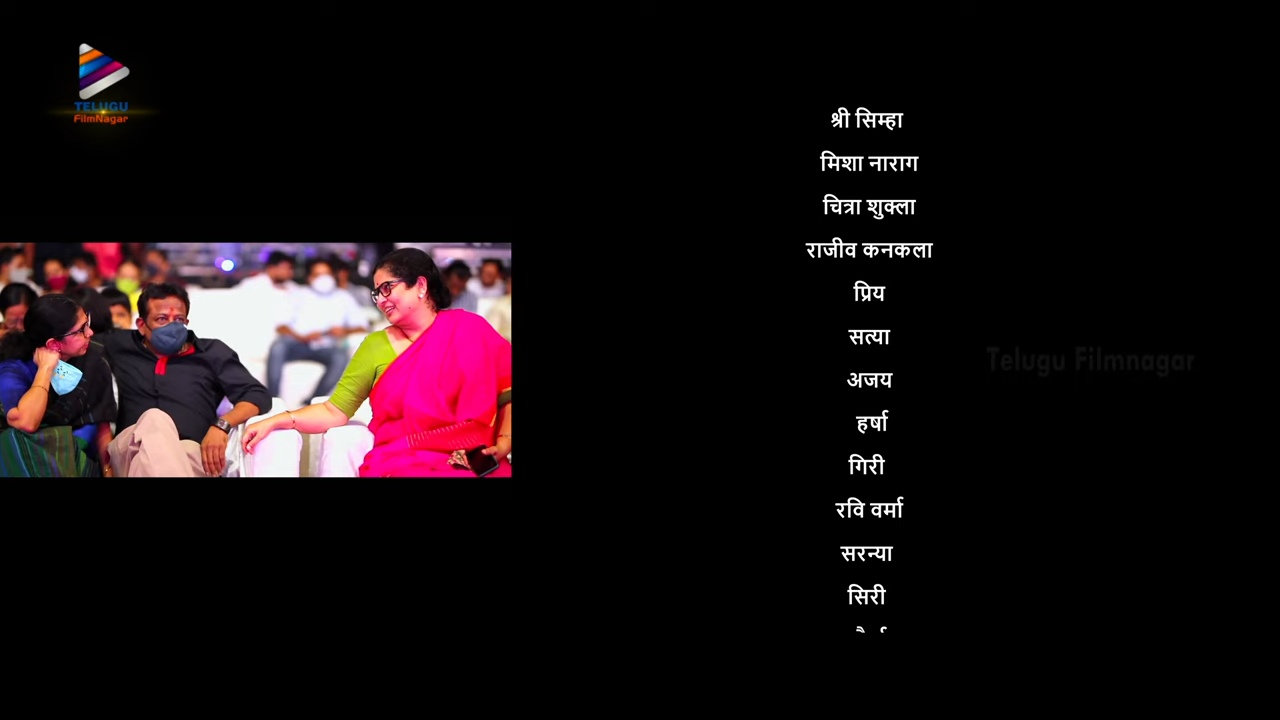 TELUGU
FilmNagar
श्री सिम्हा
मिशा नाराग
चित्रा शुक्ला
राजीव कनकला
प्रिय
सत्या
अजय
हर्षा
गिरी
रवि वर्मा
सरन्या
सिरी
Telugu Filmnagar